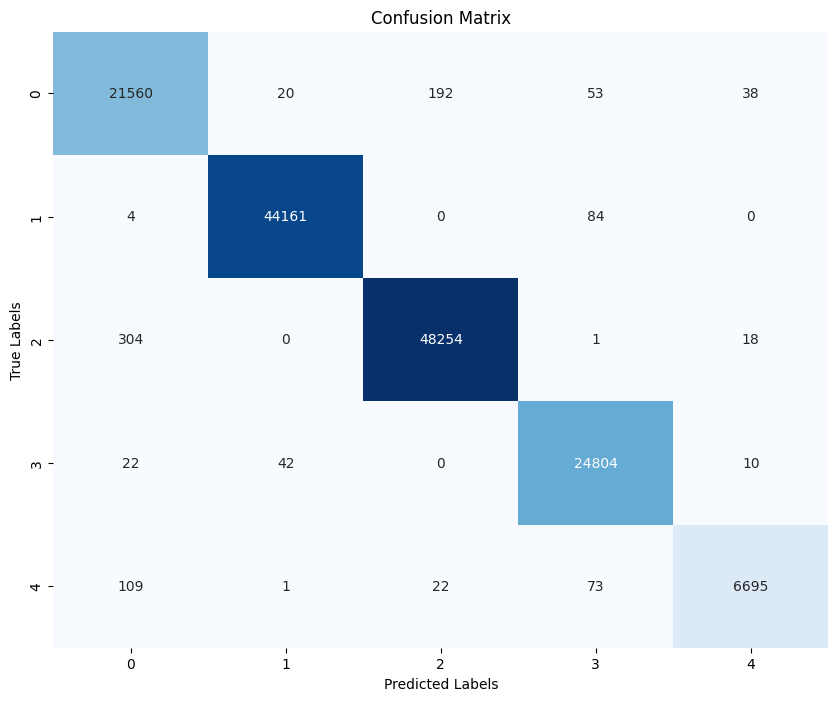 Confusion Matrix
0 21560 20 192 53 38
1 4 44161 0 84 0
2 304 0 48254 1 18
3 22 42 0 24804 10
4 109 1 22 73 6695
True Labels
0 1 2 3 4
Predicted Labels